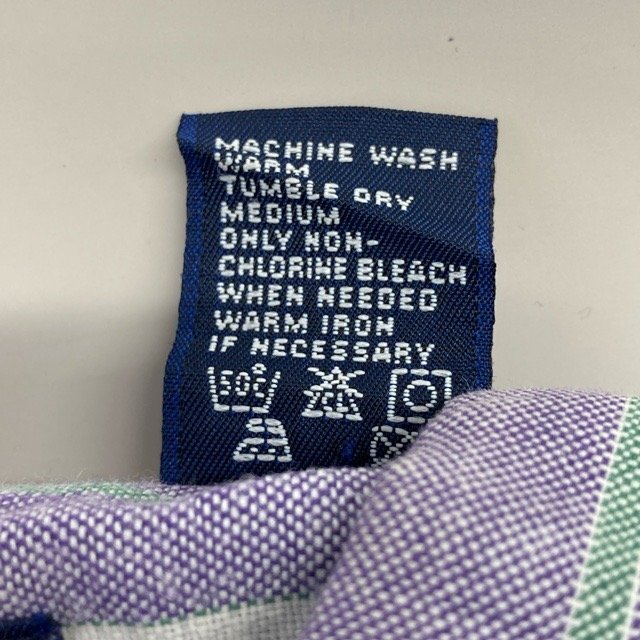 MACHINE WASH
WARM
TUMBLE DRY
MEDIUM
ONLY NON-
CHLORINE BLEACH
WHEN NEEDED
WARM IRON
IF NECESSARY